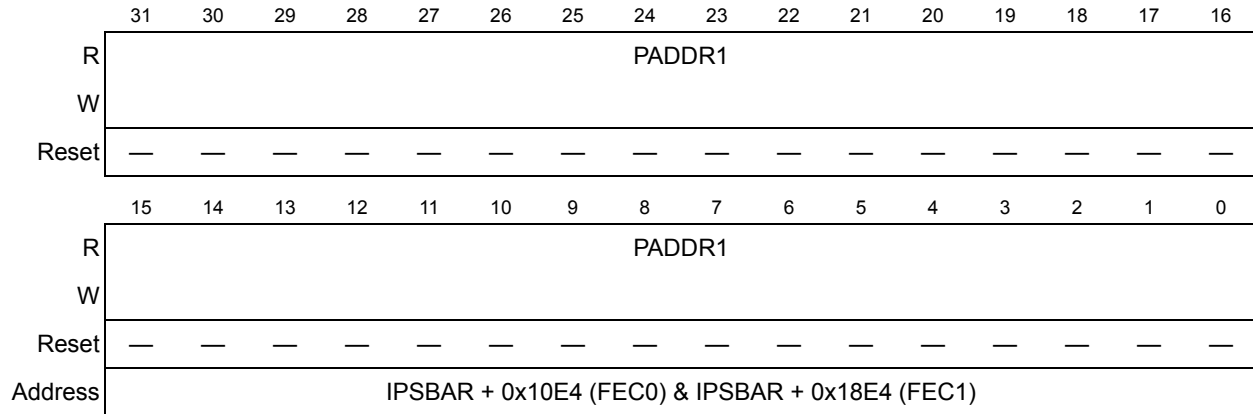 31 30 29 28 27 26 25 24 23 22 21 20 19 18 17 16
R PADDR1
W
Reset — — — — — — — — — — — — — — — —
15 14 13 12 11 10 9 8 7 6 5 4 3 2 1 0
R PADDR1
W
Reset — — — — — — — — — — — — — — — —
Address IPSBAR + 0x10E4 (FEC0) & IPSBAR + 0x18E4 (FEC1)